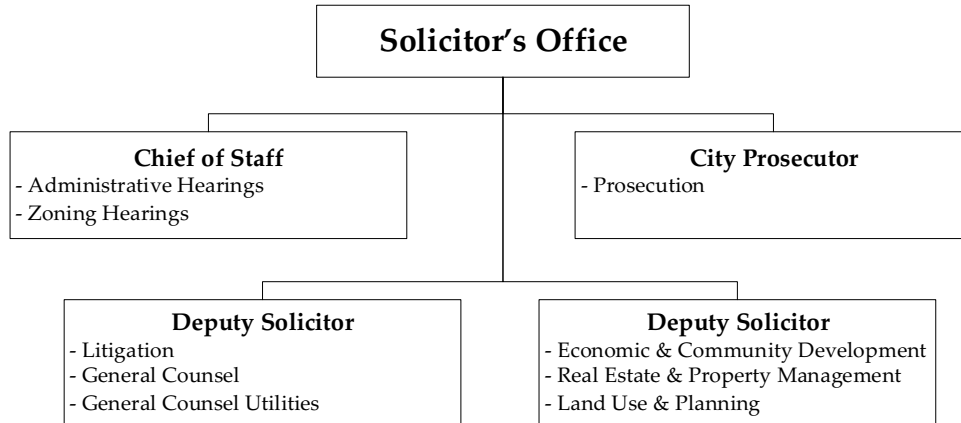 Solicitor’s Office
Chief of Staff
- Administrative Hearings
- Zoning Hearings
City Prosecutor
- Prosecution
Deputy Solicitor
- Litigation
- General Counsel
- General Counsel Utilities
Deputy Solicitor
- Economic & Community Development
- Real Estate & Property Management
- Land Use & Planning